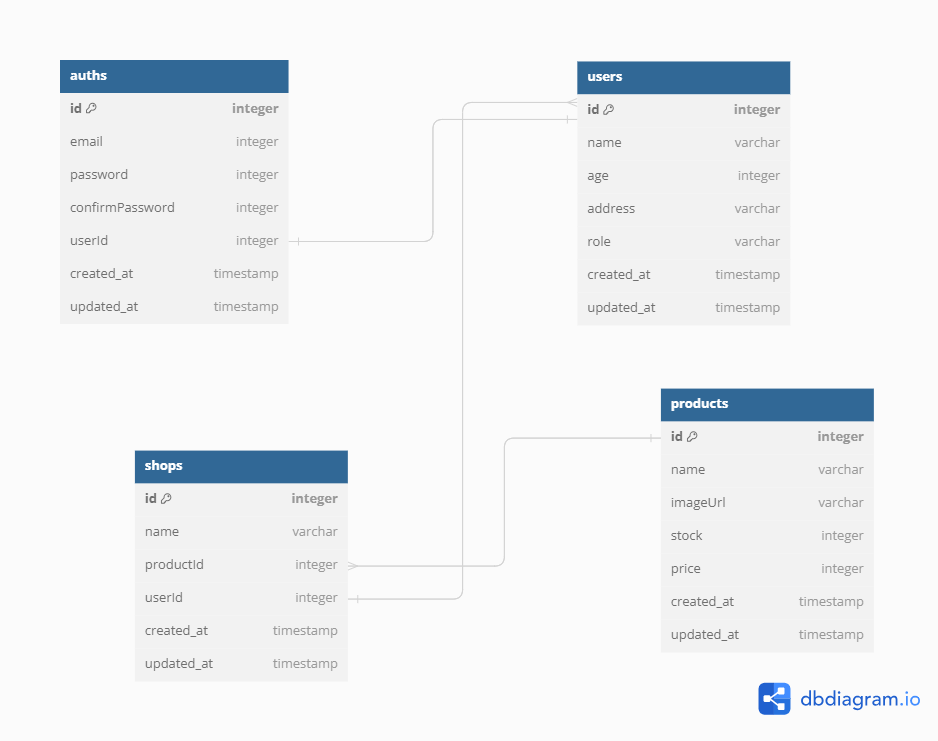 auths
id integer
email integer
password integer
confirmPassword integer
userId integer
created_at timestamp
updated_at timestamp
users
id integer
name varchar
age integer
address varchar
role varchar
created_at timestamp
updated_at timestamp
shops
id integer
name varchar
productId integer
userId integer
created_at timestamp
updated_at timestamp
products
id integer
name varchar
imageUrl varchar
stock integer
price integer
created_at timestamp
updated_at timestamp
dbdiagram.io